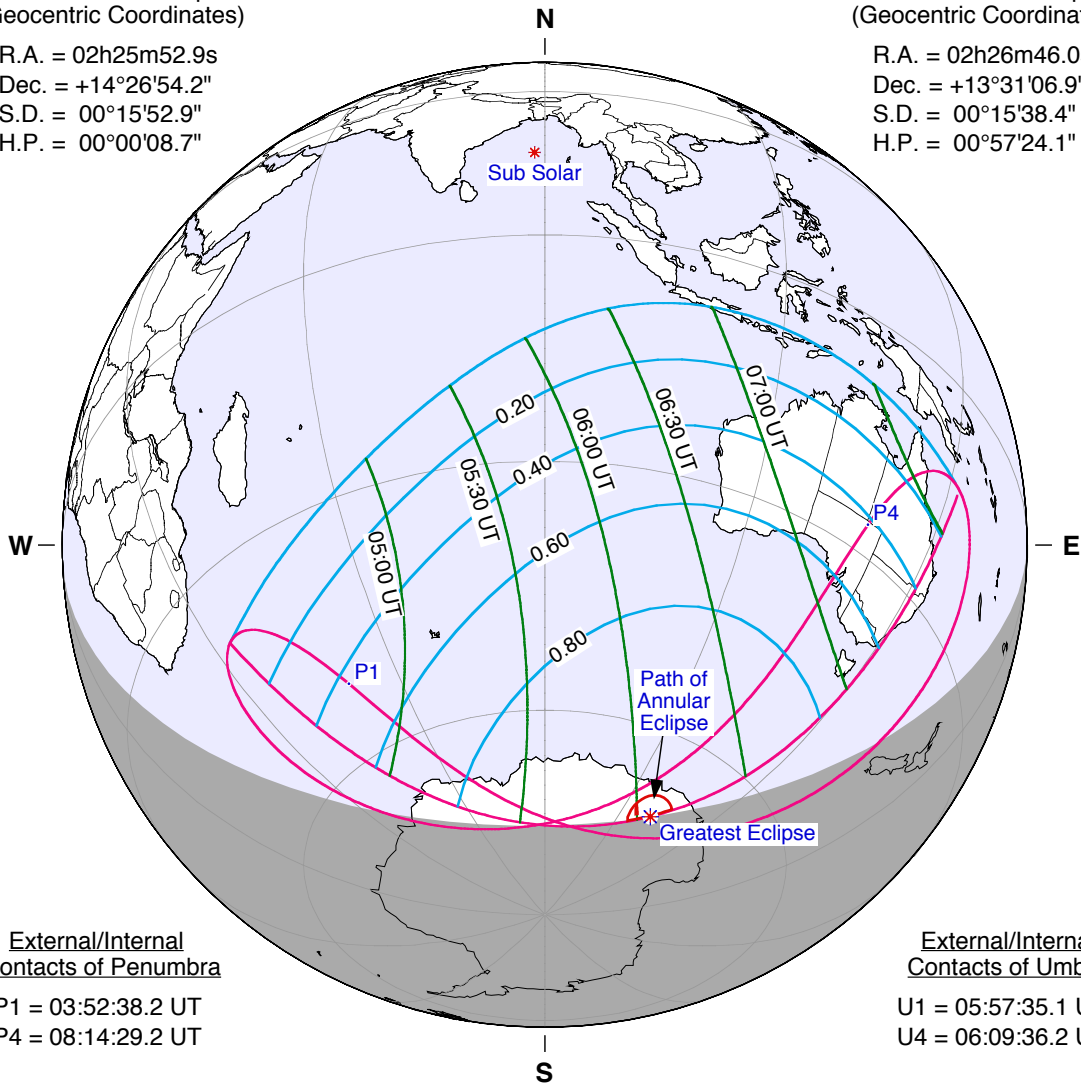 (Geocentric Coordinates)
R.A. = 02h25m52.9s
Dec. = +14°26'54.2"
S.D. = 00°15'52.9"
H.P. = 00°00'08.7"
N
(Geocentric Coordinat
R.A. = 02h26m46.0
Dec. = +13°31'06.9"
S.D. = 00°15'38.4"
H.P. = 00°57'24.1"
Sub Solar
0.20
0.40
0.60
0.80
05:00 UT
05:30 UT
06:00 UT
06:30 UT
07:00 UT
P4
W
E
P1
Path of
Annular
Eclipse
Greatest Eclipse
External/Internal
ontacts of Penumbra
P1 = 03:52:38.2 UT
P4 = 08:14:29.2 UT
External/Interna
Contacts of Umb
U1 = 05:57:35.1 U
U4 = 06:09:36.2 U
S